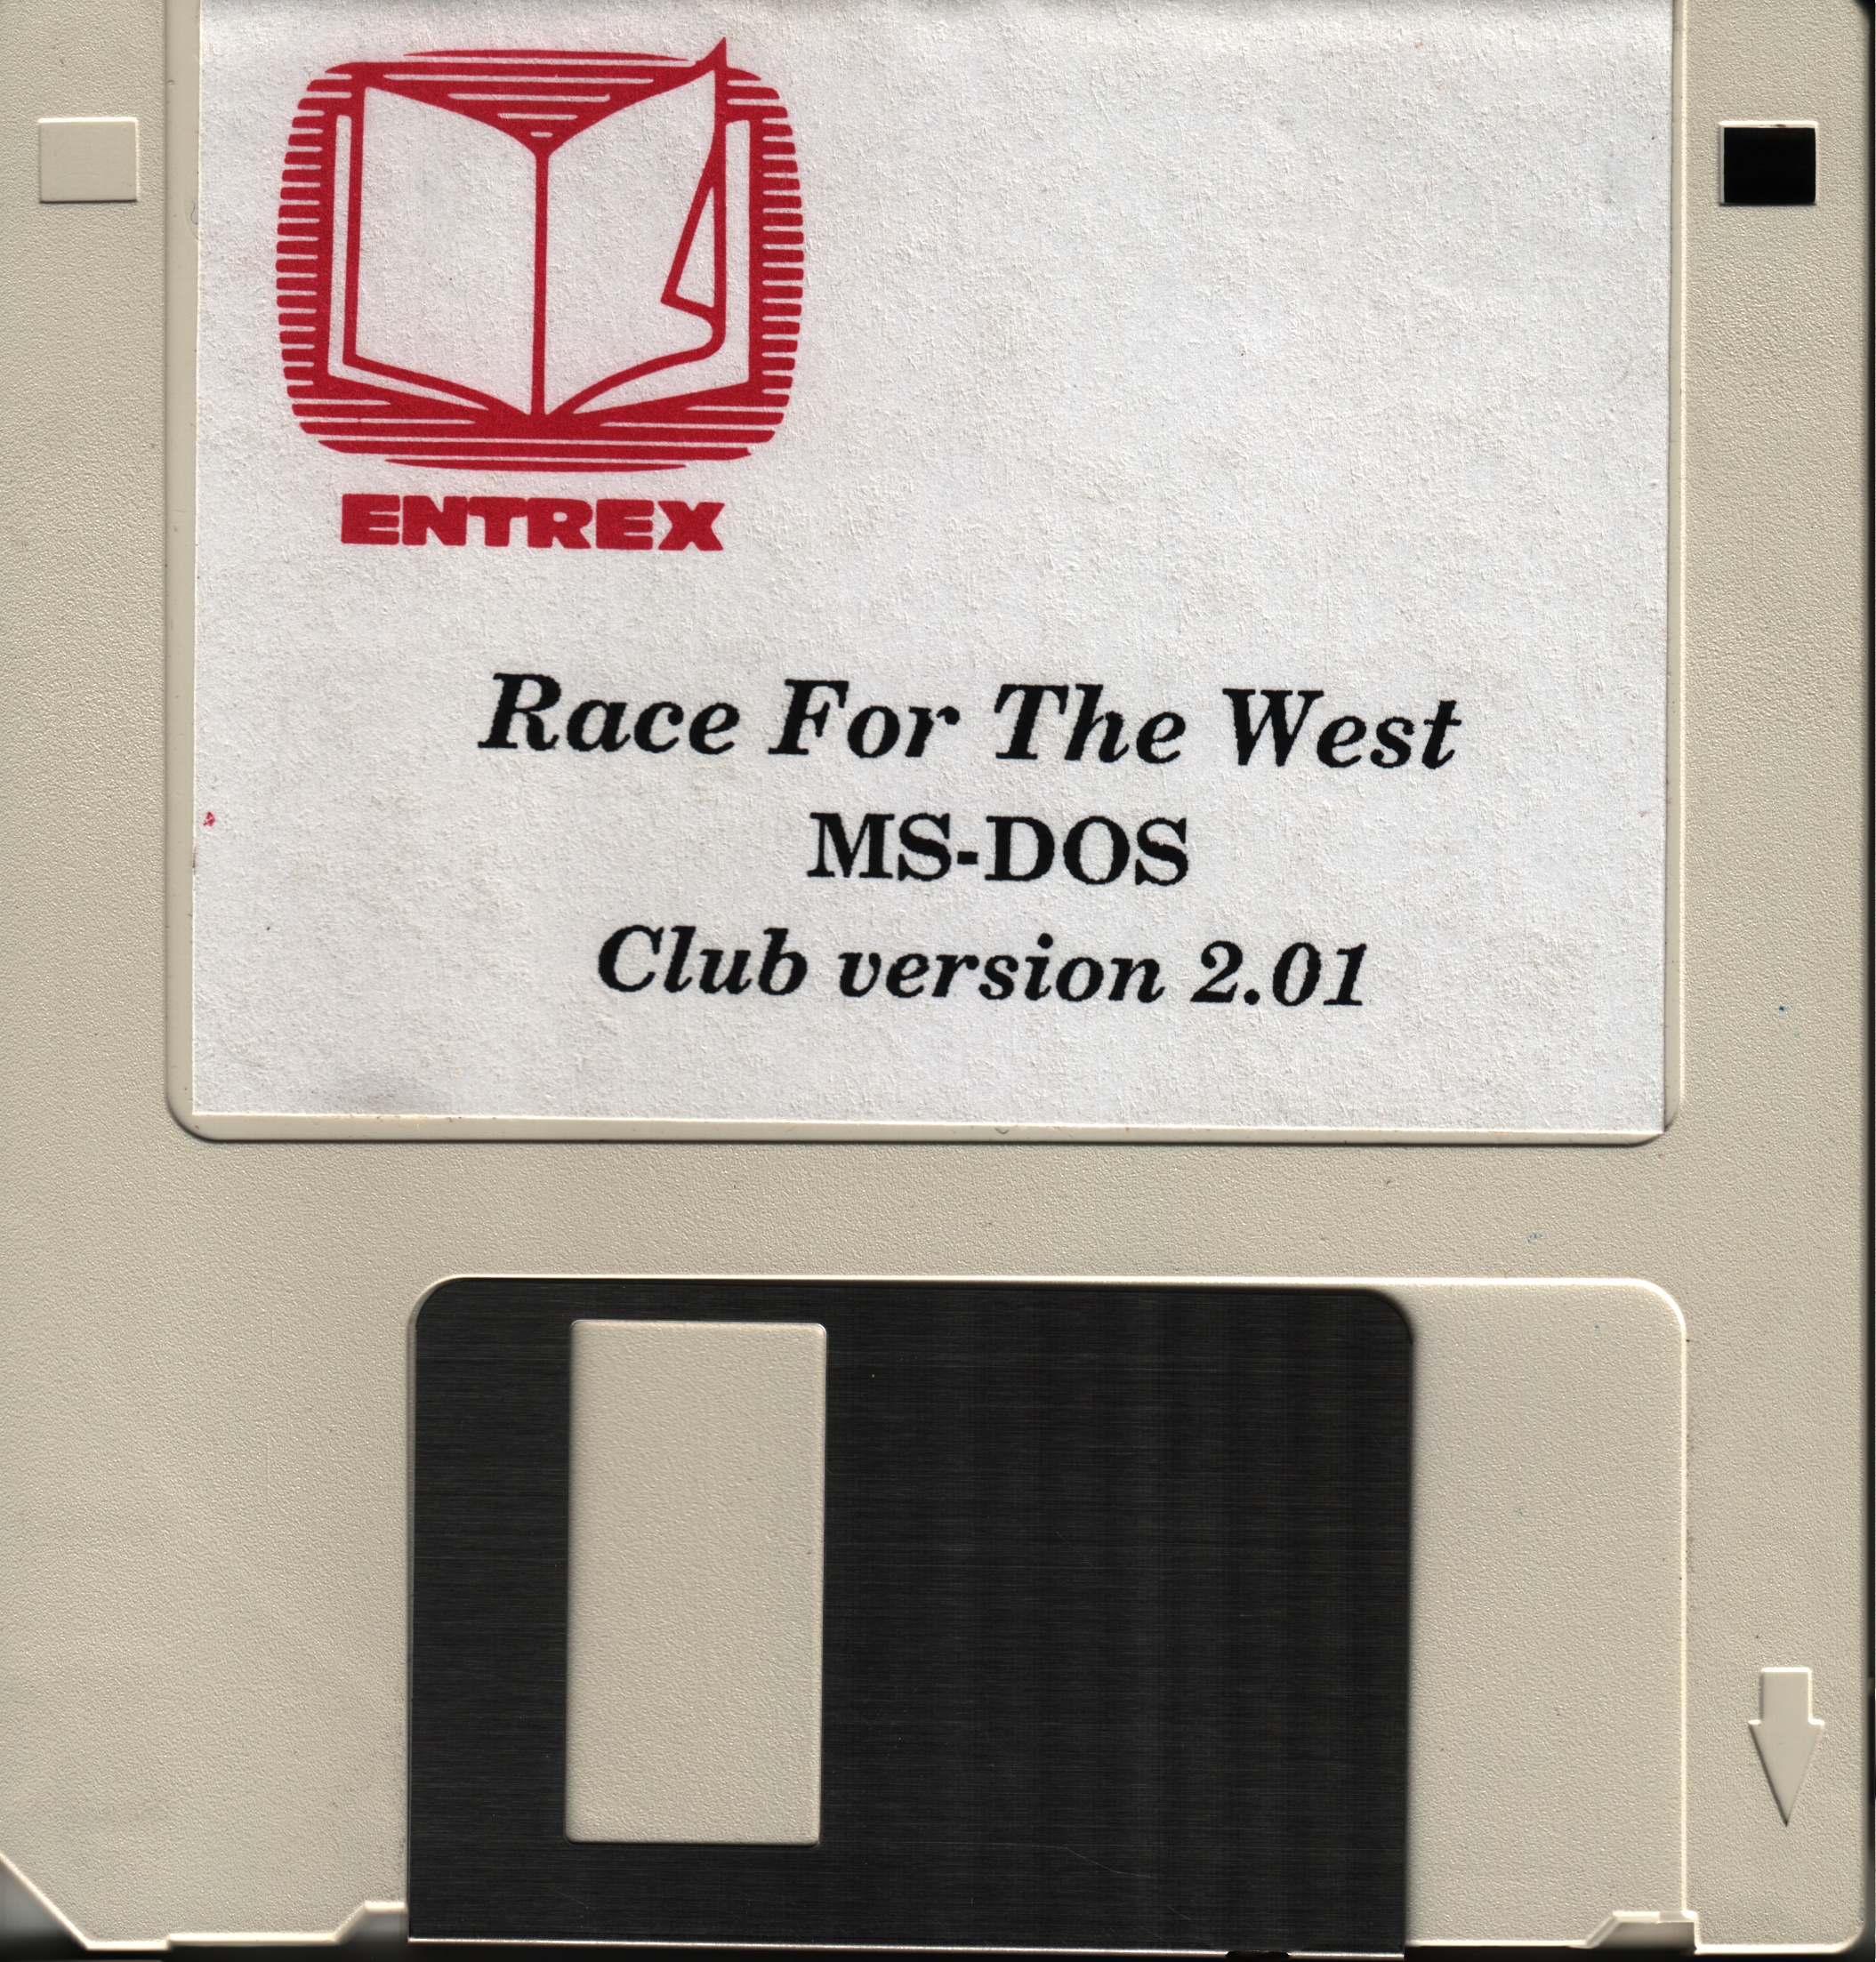 ENTREX
Race For The West
MS-DOS
Club version 2.01